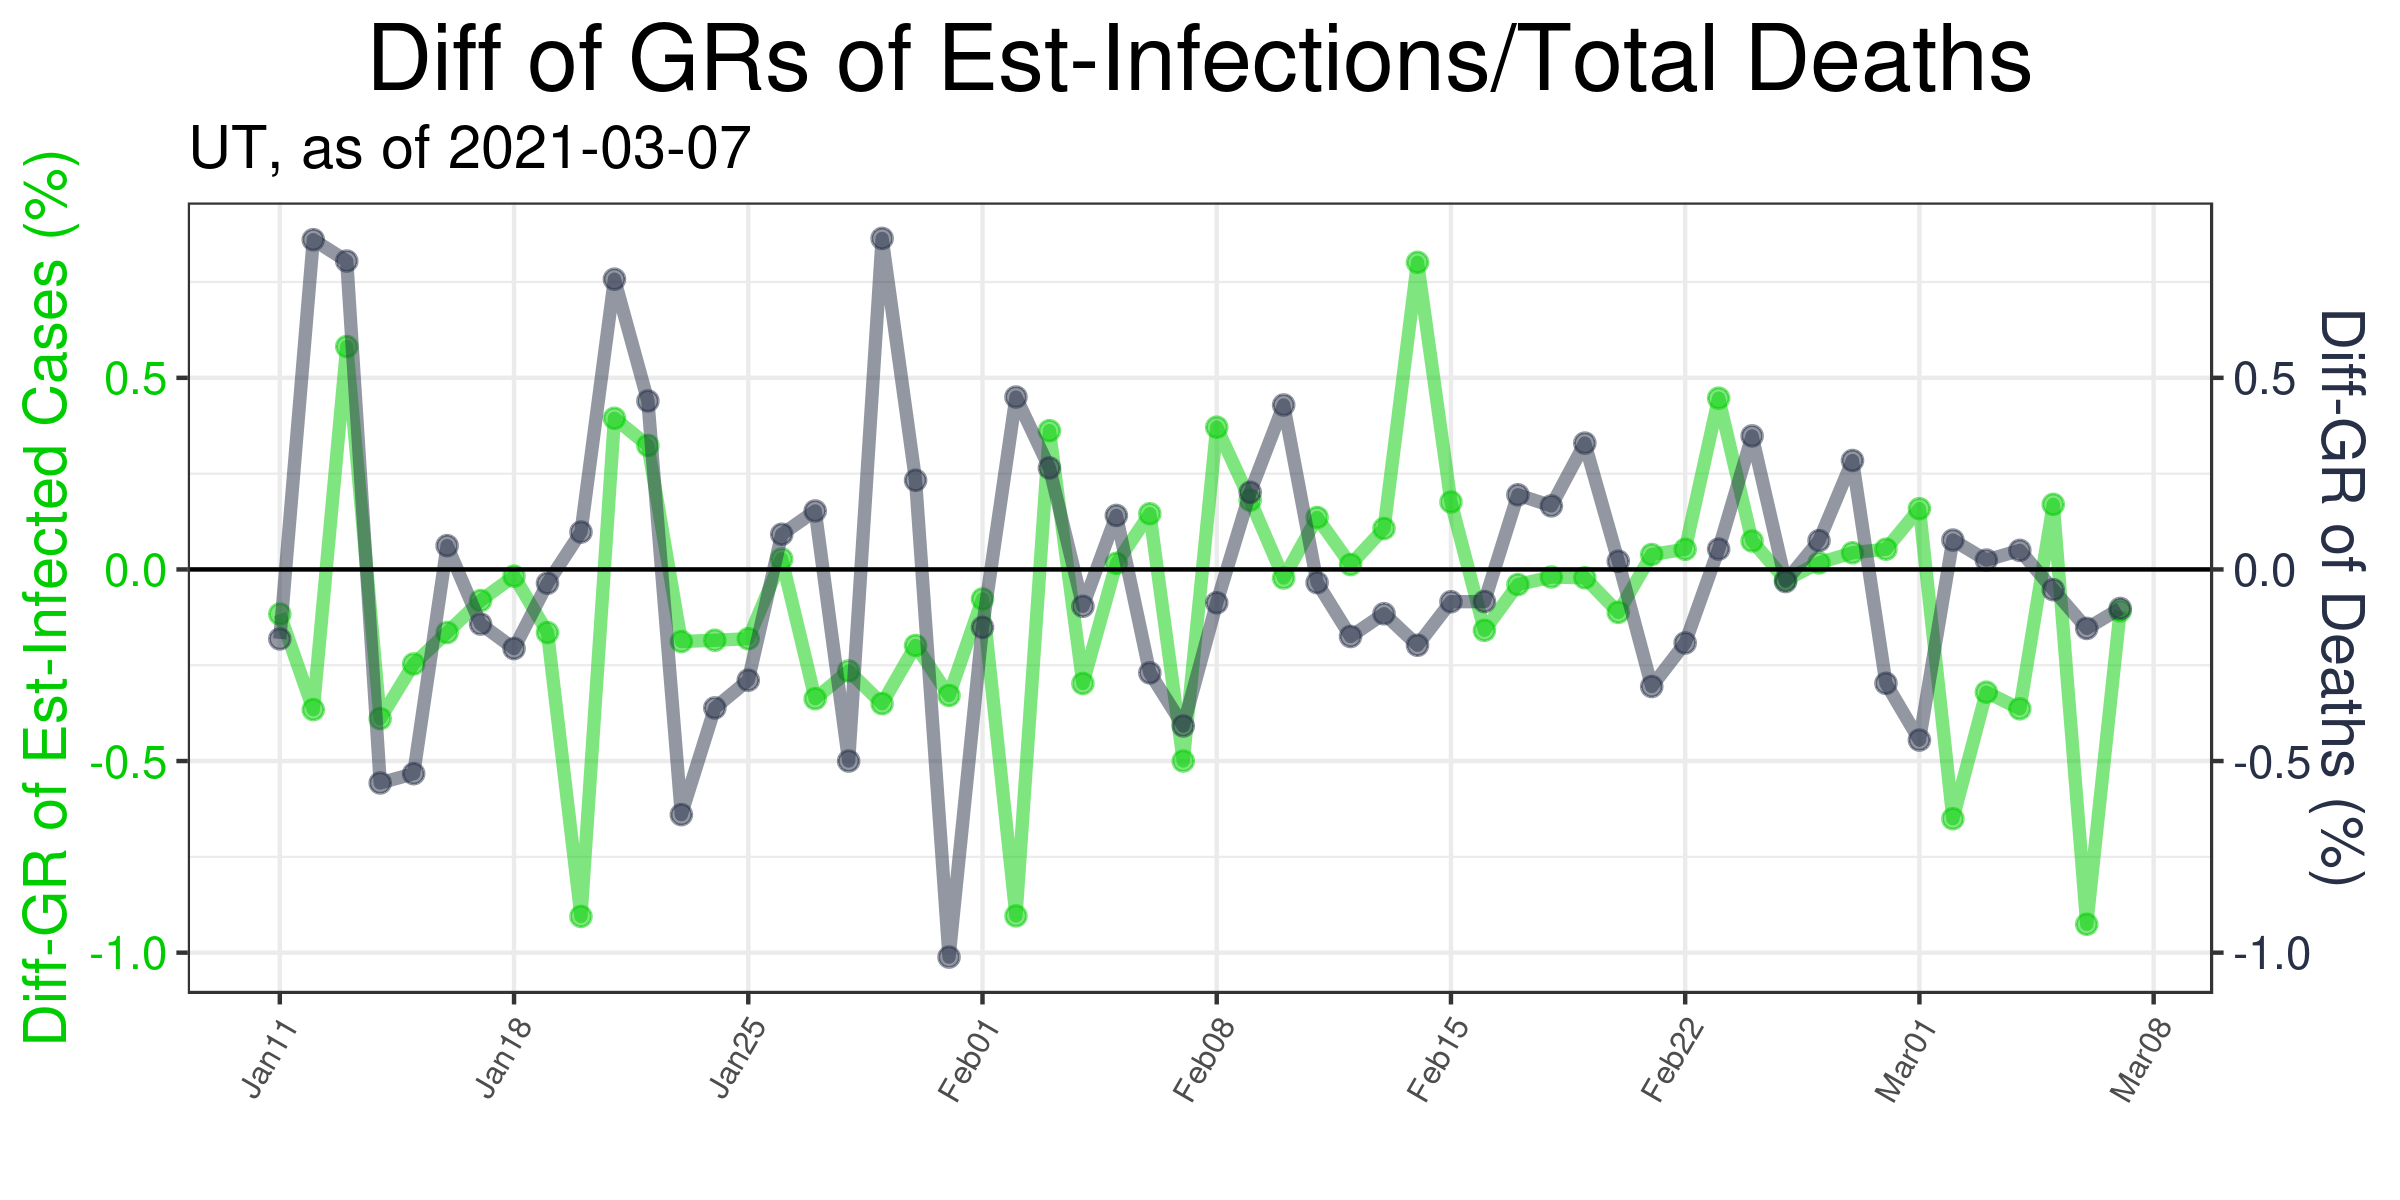 Diff of GRs of Est-Infections/Total Deaths
UT, as of 2021-03-07
Diff-GR of Est-Infected Cases (%)
0.5
0.0
-0.5
-1.0
0.5
0.0
-0.5
-1.0
Diff-GR of Deaths (%)
Jan11
Jan18
Jan25
Feb01
Feb08
Feb15
Feb22
Mar01
Mar08